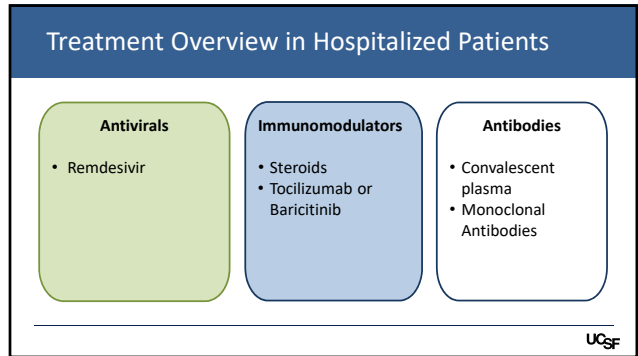 Treatment Overview in Hospitalized Patients
Antivirals
• Remdesivir
Immunomodulators
• Steroids
• Tocilizumab or
Baricitinib
Antibodies
• Convalescent
plasma
• Monoclonal
Antibodies
UCSF